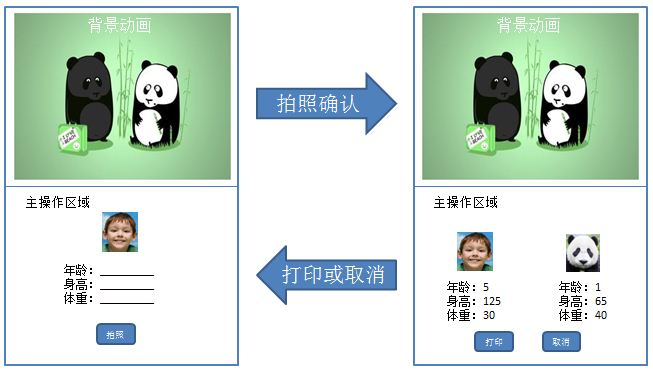 背景动画
主操作区域
年龄：
身高：
体重：
拍照
拍照确认
打印或取消
背景动画
主操作区域
年龄：5
身高：125
体重：30
年龄：1
身高：65
体重：40
打印
取消